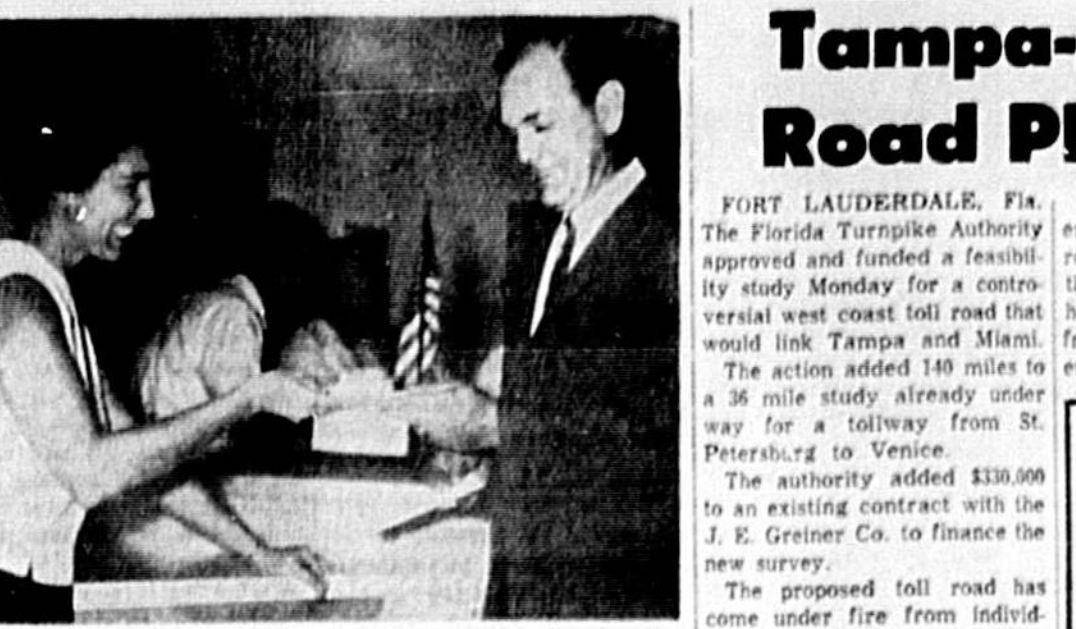 Tampa-
Road P
FORT LAUDERDALE, Fla.
The Florida Turnpike Authority
approved and funded a feasibil-
ity study Monday for a contro-
versial west coast toll road that
would link Tampa and Miami.
The action added 140 miles to
a 36 mile study already under
way for a tollway from St.
Petersburg to Venice.
The authority added $330,000
to an existing contract with the
J. E. Greiner Co. to finance the
new survey.
The proposed toll road has
come under fire from individ-